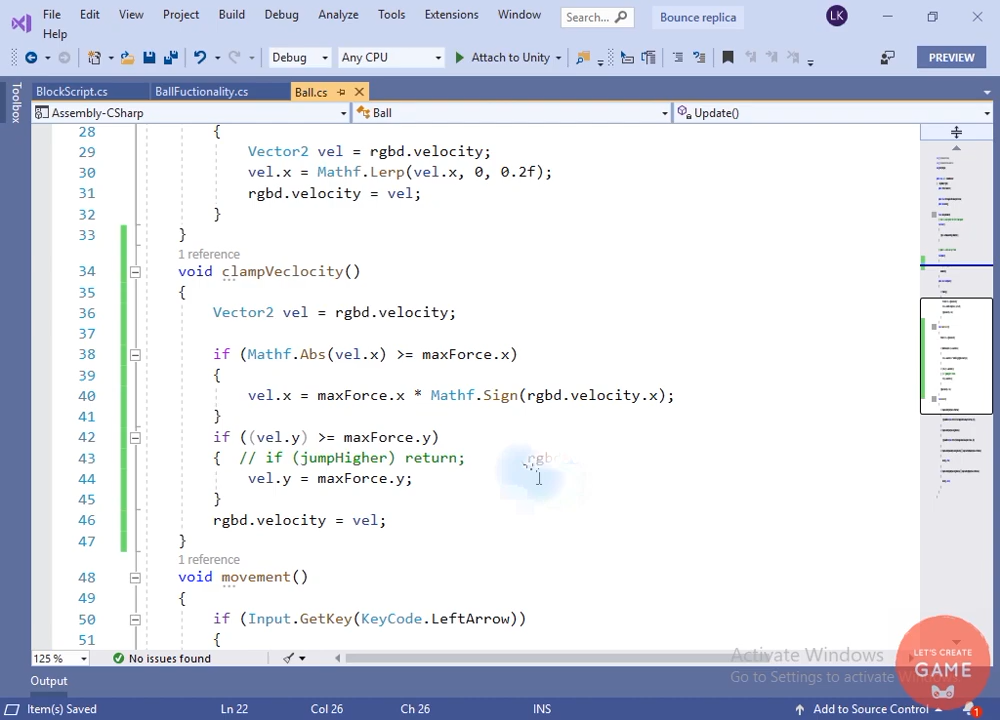 File Edit View Project Build Debug Analyze Tools Extensions Window Search... Bounce replica LK
Help
Debug Any CPU Attach to Unity PREVIEW
Toolbox
BlockScript.cs BallFuctionality.cs Ball.cs
Assembly-CSharp Ball Update()
28 {
29 Vector2 vel = rgbd.velocity;
30 vel.x = Mathf.Lerp(vel.x, 0, 0.2f);
31 rgbd.velocity = vel;
32 }
33 }
1 reference
34 void clampVeclocity()
35 {
36 Vector2 vel = rgbd.velocity;
37
38 if (Mathf.Abs(vel.x) >= maxForce.x)
39 {
40 vel.x = maxForce.x * Mathf.Sign(rgbd.velocity.x);
41 }
42 if ((vel.y) >= maxForce.y)
43 { // if (jumpHigher) return;
44 vel.y = maxForce.y;
45 }
46 rgbd.velocity = vel;
47 }
1 reference
48 void movement()
49 {
50 if (Input.GetKey(KeyCode.LeftArrow))
51 {
125 % No issues found
Activate Windows
Go to Settings to activate Windows
LET'S CREATE
GAME
Output
Item(s) Saved Ln 22 Col 26 Ch 26 INS Add to Source Control 1